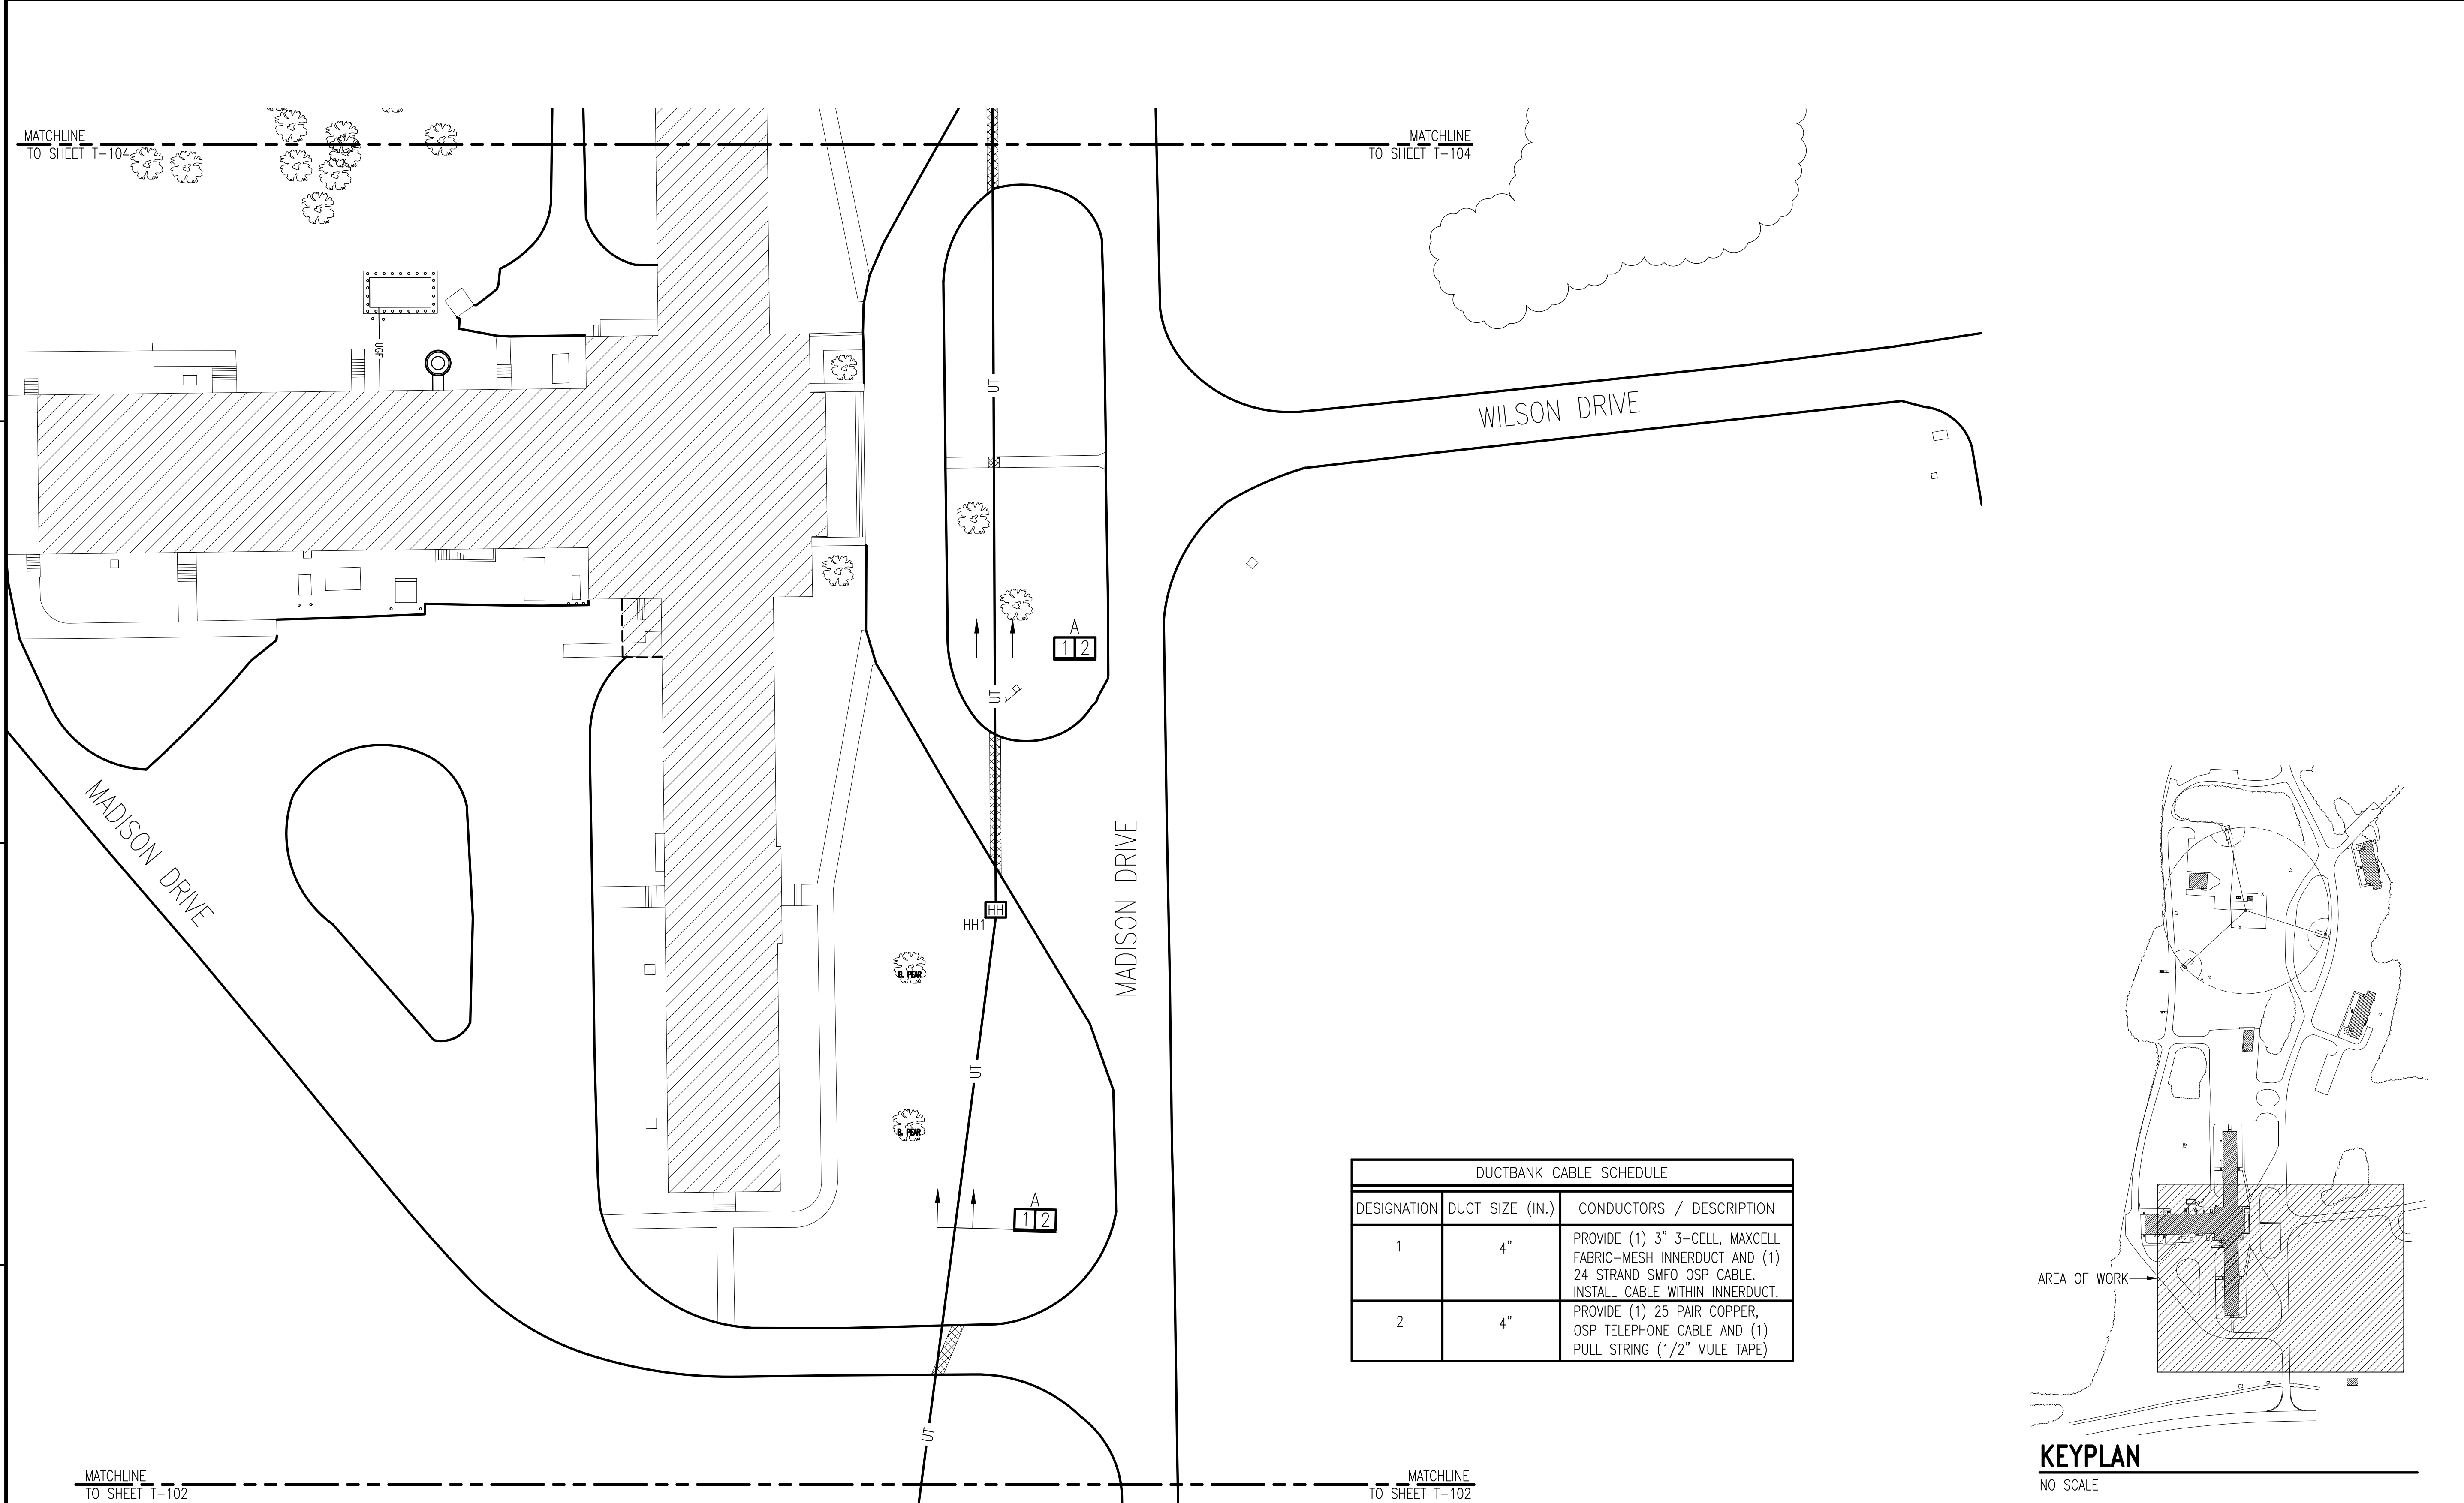 MATCHLINE
TO SHEET T-104
MATCHLINE
TO SHEET T-104
UGF
UT
WILSON DRIVE
A
1 2
UT
MADISON DRIVE
MADISON DRIVE
HH
HH1
B. PEAR
UT
B. PEAR
A
1 2
UT
DUCTBANK CABLE SCHEDULE
DESIGNATION DUCT SIZE (IN.) CONDUCTORS / DESCRIPTION
1 4" PROVIDE (1) 3" 3-CELL, MAXCELL
FABRIC-MESH INNERDUCT AND (1)
24 STRAND SMFO OSP CABLE.
INSTALL CABLE WITHIN INNERDUCT.
2 4" PROVIDE (1) 25 PAIR COPPER,
OSP TELEPHONE CABLE AND (1)
PULL STRING (1/2" MULE TAPE)
X
X
AREA OF WORK
KEYPLAN
NO SCALE
MATCHLINE
TO SHEET T-102
MATCHLINE
TO SHEET T-102